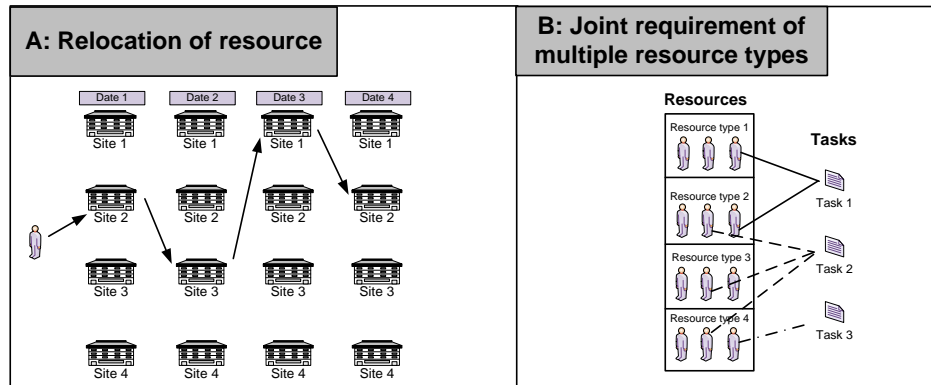 A: Relocation of resource
Date 1 Date 2 Date 3 Date 4
Site 1 Site 1 Site 1 Site 1
Site 2 Site 2 Site 2 Site 2
Site 3 Site 3 Site 3 Site 3
Site 4 Site 4 Site 4 Site 4
B: Joint requirement of
multiple resource types
Resources
Resource type 1
Resource type 2
Resource type 3
Resource type 4
Tasks
Task 1
Task 2
Task 3